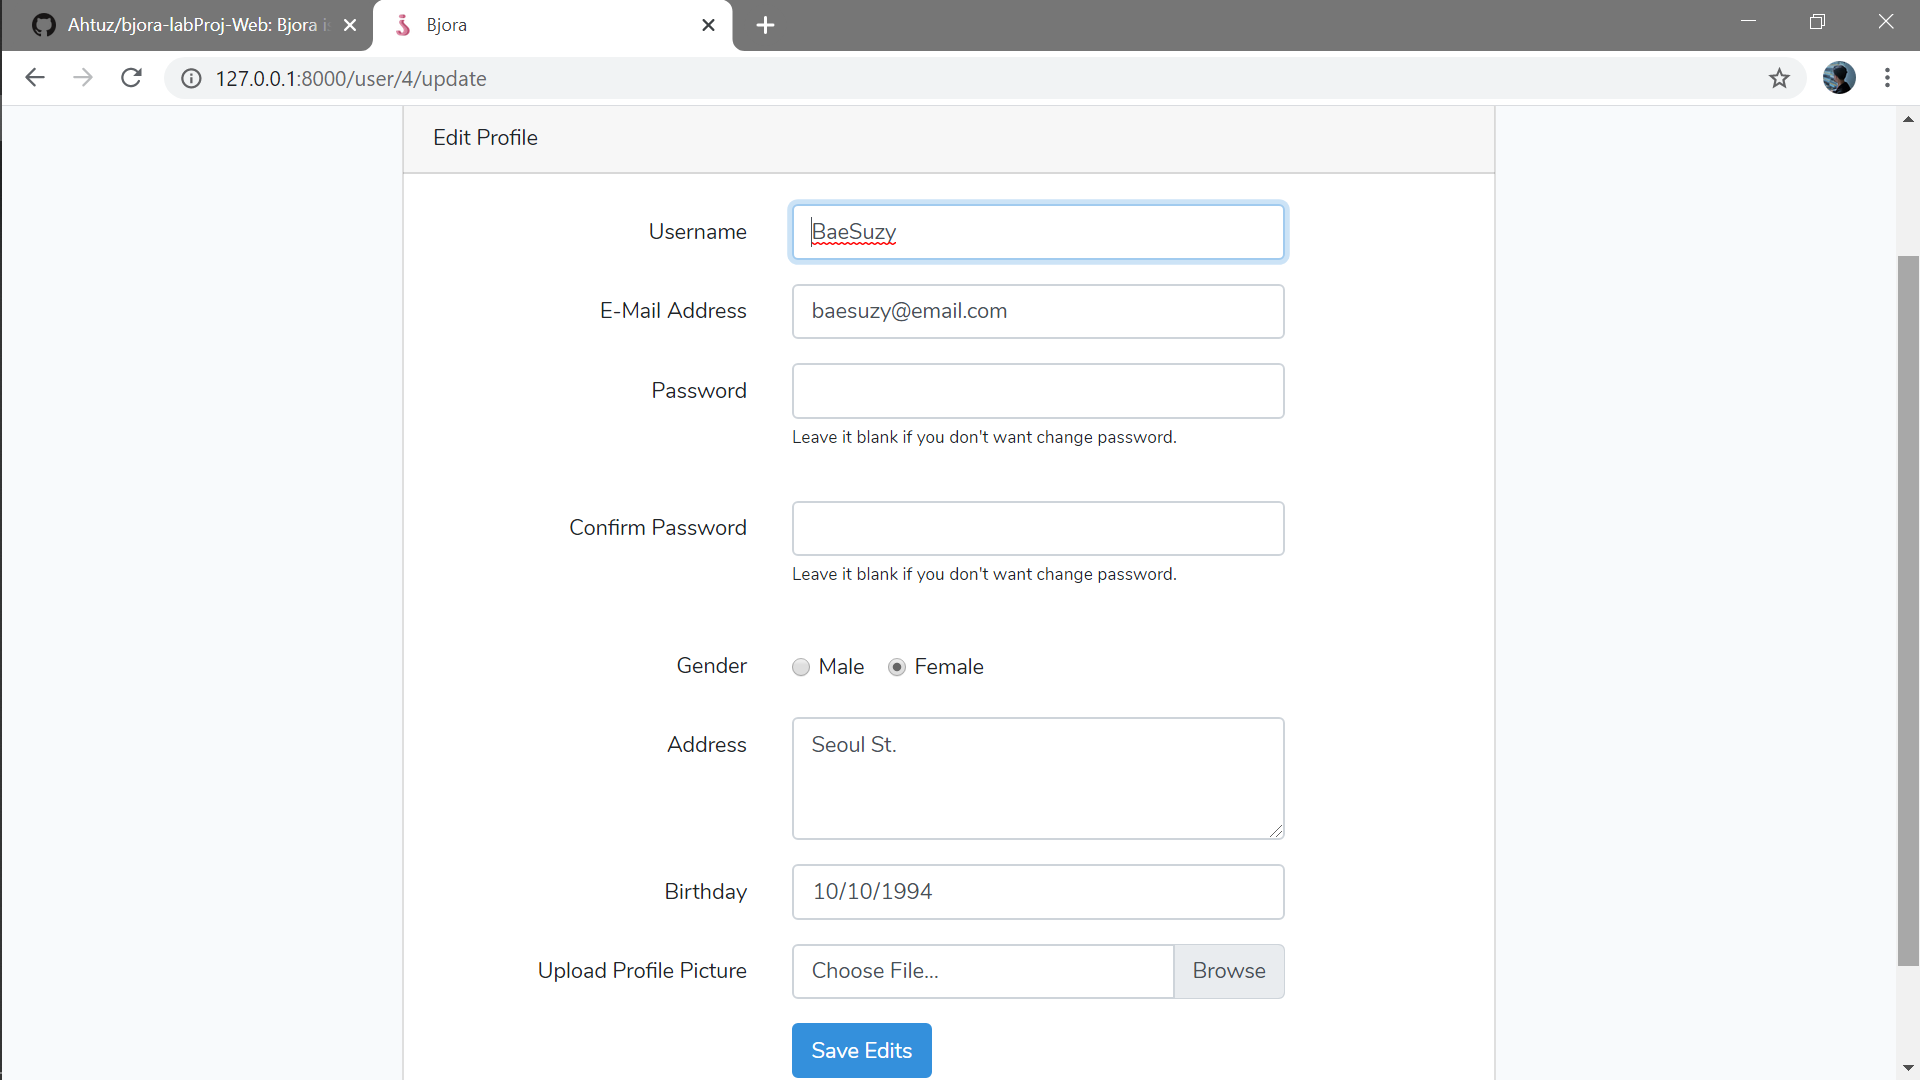 Ahtuz/bjora-labProj-Web: Bjora
Bjora
127.0.0.1:8000/user/4/update
Edit Profile
Username BaeSuzy
E-Mail Address baesuzy@email.com
Password
Leave it blank if you don't want change password.
Confirm Password
Leave it blank if you don't want change password.
Gender Male Female
Address Seoul St.
Birthday 10/10/1994
Upload Profile Picture Choose File... Browse
Save Edits